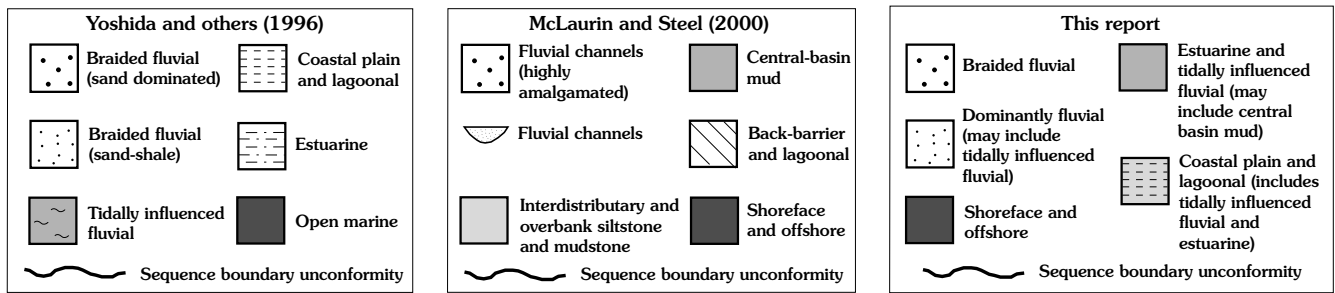 Yoshida and others (1996)
Braided fluvial
(sand dominated)
Coastal plain
and lagoonal
Braided fluvial
(sand-shale)
Estuarine
Tidally influenced
fluvial
Open marine
Sequence boundary unconformity
McLaurin and Steel (2000)
Fluvial channels
(highly
amalgamated)
Central-basin
mud
Fluvial channels
Back-barrier
and lagoonal
Interdistributary and
overbank siltstone
and mudstone
Shoreface
and offshore
Sequence boundary unconformity
This report
Braided fluvial
Estuarine and
tidally influenced
fluvial (may
include central
basin mud)
Dominantly fluvial
(may include
tidally influenced
fluvial)
Coastal plain and
lagoonal (includes
tidally influenced
fluvial and
estuarine)
Shoreface and
offshore
Sequence boundary unconformity